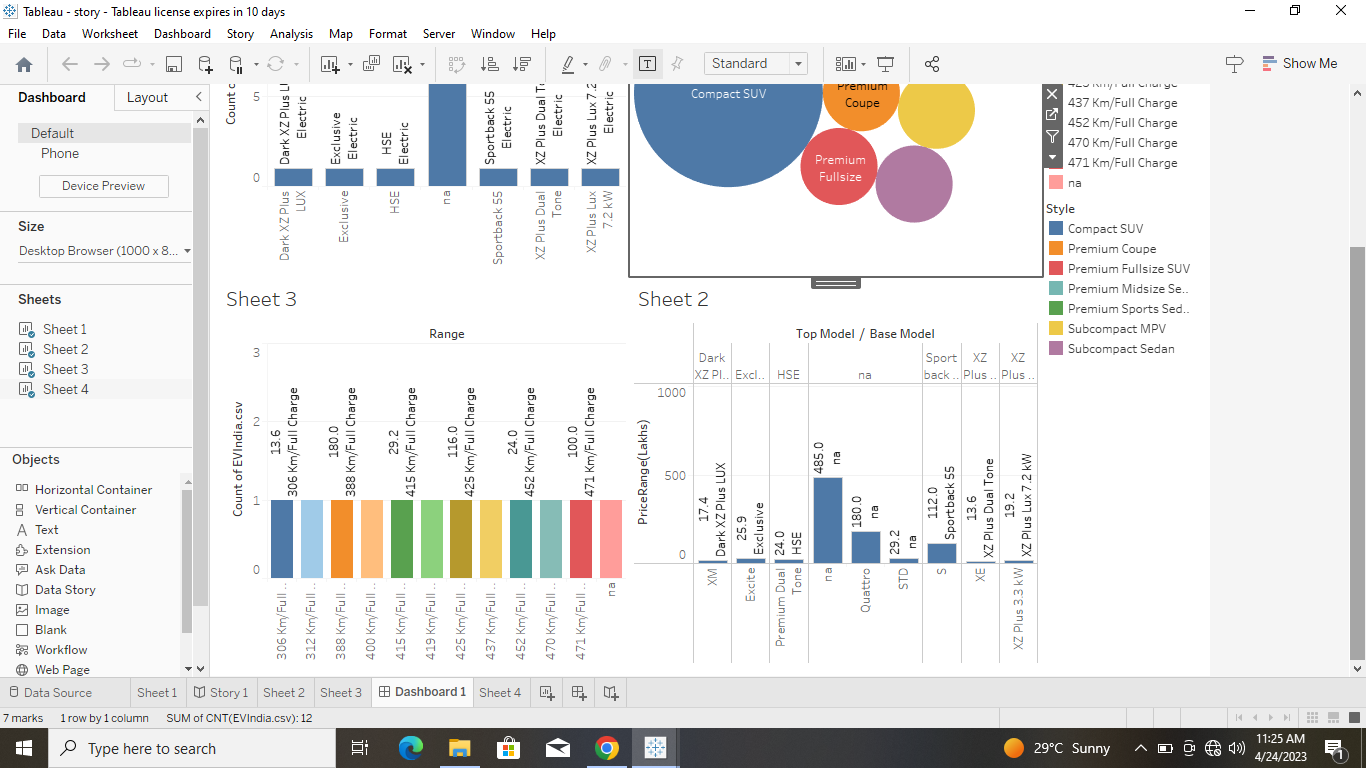 Tableau - story - Tableau license expires in 10 days
File Data Worksheet Dashboard Story Analysis Map Format Server Window Help
Standard
Show Me
Dashboard
Layout
Default
Phone
Device Preview
Size
Desktop Browser (1000 x 8...
Sheets
Sheet 1
Sheet 2
Sheet 3
Sheet 4
Objects
Horizontal Container
Vertical Container
Text
Extension
Ask Data
Data Story
Image
Blank
Workflow
Web Page
Count
5
0
Dark XZ Plus
Electric
Exclusive
Electric
HSE
Electric
Sportback 55
Electric
XZ Plus Dual
Electric
XZ Plus Lux 7.2
Electric
Dark XZ Plus
LUX
Exclusive
HSE
na
Sportback 55
XZ Plus Dual
Tone
XZ Plus Lux
7.2 kW
Compact SUV
Premium
Coupe
Premium
Fullsize
437 Km/Full Charge
452 Km/Full Charge
470 Km/Full Charge
471 Km/Full Charge
na
Style
Compact SUV
Premium Coupe
Premium Fullsize SUV
Premium Midsize Se..
Premium Sports Sed..
Subcompact MPV
Subcompact Sedan
Sheet 3
Range
Count of EVIndia.csv
3
2
1
0
13.6
306 Km/Full Charge
180.0
388 Km/Full Charge
29.2
415 Km/Full Charge
116.0
425 Km/Full Charge
24.0
452 Km/Full Charge
100.0
471 Km/Full Charge
306 Km/Full ..
312 Km/Full ..
388 Km/Full ..
400 Km/Full ..
415 Km/Full ..
419 Km/Full ..
425 Km/Full ..
437 Km/Full ..
452 Km/Full ..
470 Km/Full ..
471 Km/Full ..
na
Sheet 2
Top Model / Base Model
Dark
XZ Pl..
Excl..
HSE
na
Sport
back ..
XZ
Plus ..
XZ
Plus ..
PriceRange(Lakhs)
1000
500
0
17.4
Dark XZ Plus LUX
25.9
Exclusive
24.0
HSE
485.0
na
180.0
na
29.2
na
112.0
Sportback 55
13.6
XZ Plus Dual Tone
19.2
XZ Plus Lux 7.2 kW
XM
Excite
Premium Dual
Tone
na
Quattro
STD
S
XE
XZ Plus 3.3 kW
Data Source
Sheet 1
Story 1
Sheet 2
Sheet 3
Dashboard 1
Sheet 4
7 marks 1 row by 1 column SUM of CNT(EVIndia.csv): 12
Type here to search
29°C Sunny
11:25 AM
4/24/2023
1